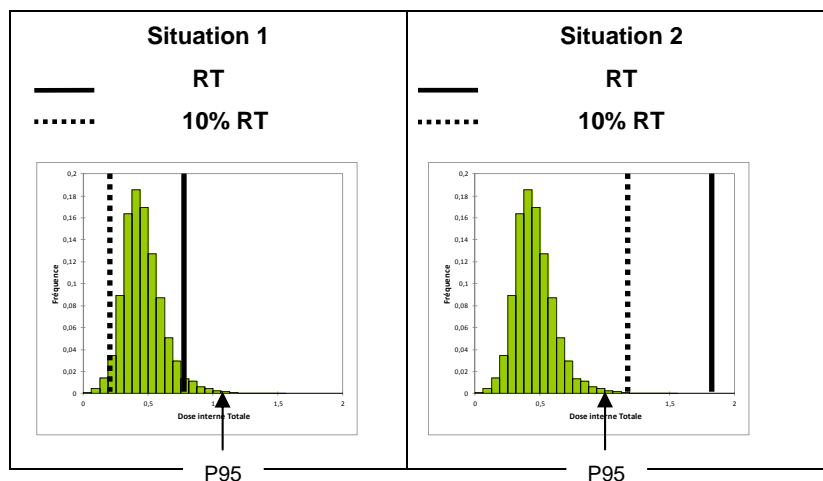 Situation 1
RT
10% RT
0,2
0,18
0,16
0,14
0,12
0,1
0,08
0,06
0,04
0,02
0
Fréquence
0 0,5 1 1,5 2
Dose interne Totale
P95
Situation 2
RT
10% RT
0,2
0,18
0,16
0,14
0,12
0,1
0,08
0,06
0,04
0,02
0
Fréquence
0 0,5 1 1,5 2
Dose interne Totale
P95